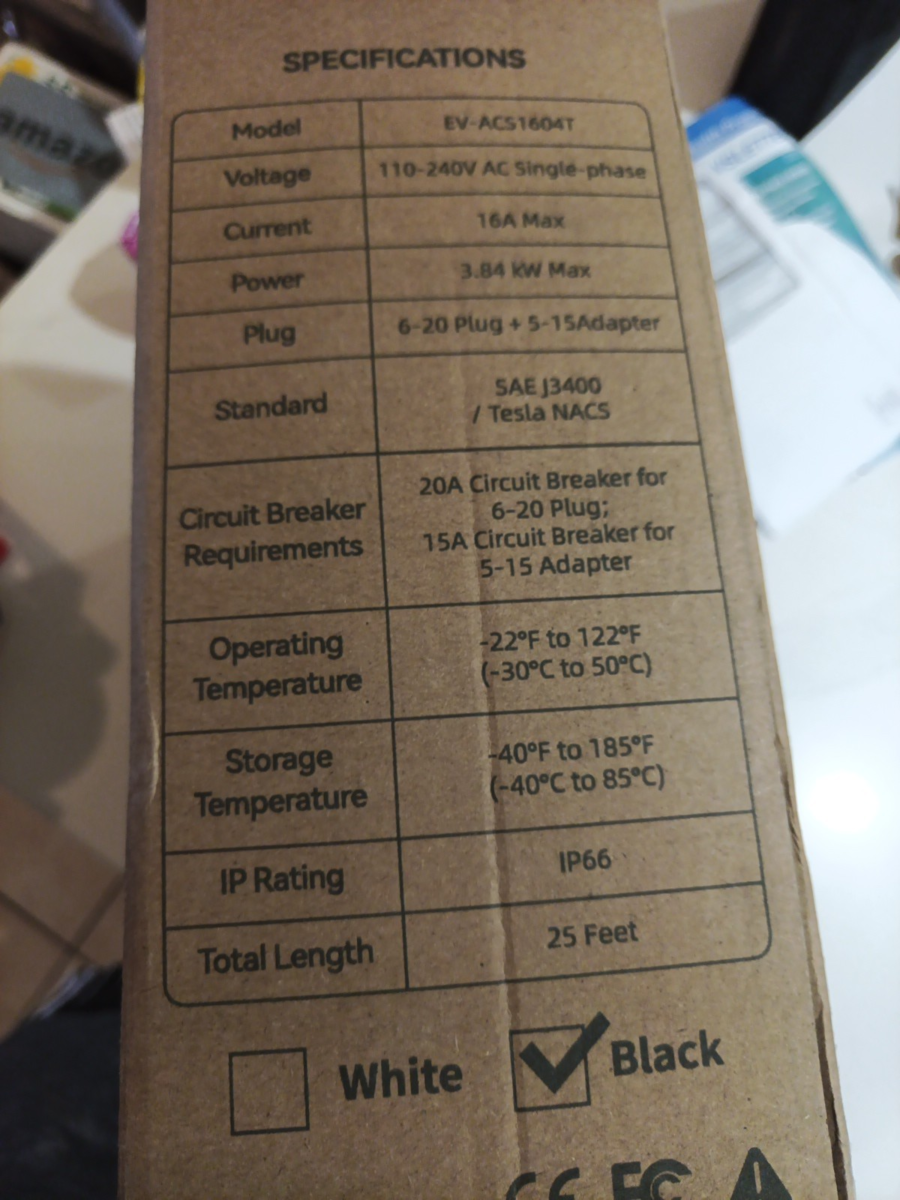 SPECIFICATIONS
Model EV-ACS1604T
Voltage 110-240V AC Single-phase
Current 16A Max
Power 3.84 kW Max
Plug 6-20 Plug + 5-15Adapter
Standard SAE J3400
/ Tesla NACS
Circuit Breaker
Requirements
20A Circuit Breaker for
6-20 Plug;
15A Circuit Breaker for
5-15 Adapter
Operating
Temperature
-22°F to 122°F
(-30°C to 50°C)
Storage
Temperature
-40°F to 185°F
(-40°C to 85°C)
IP Rating IP66
Total Length 25 Feet
White Black
CE FC